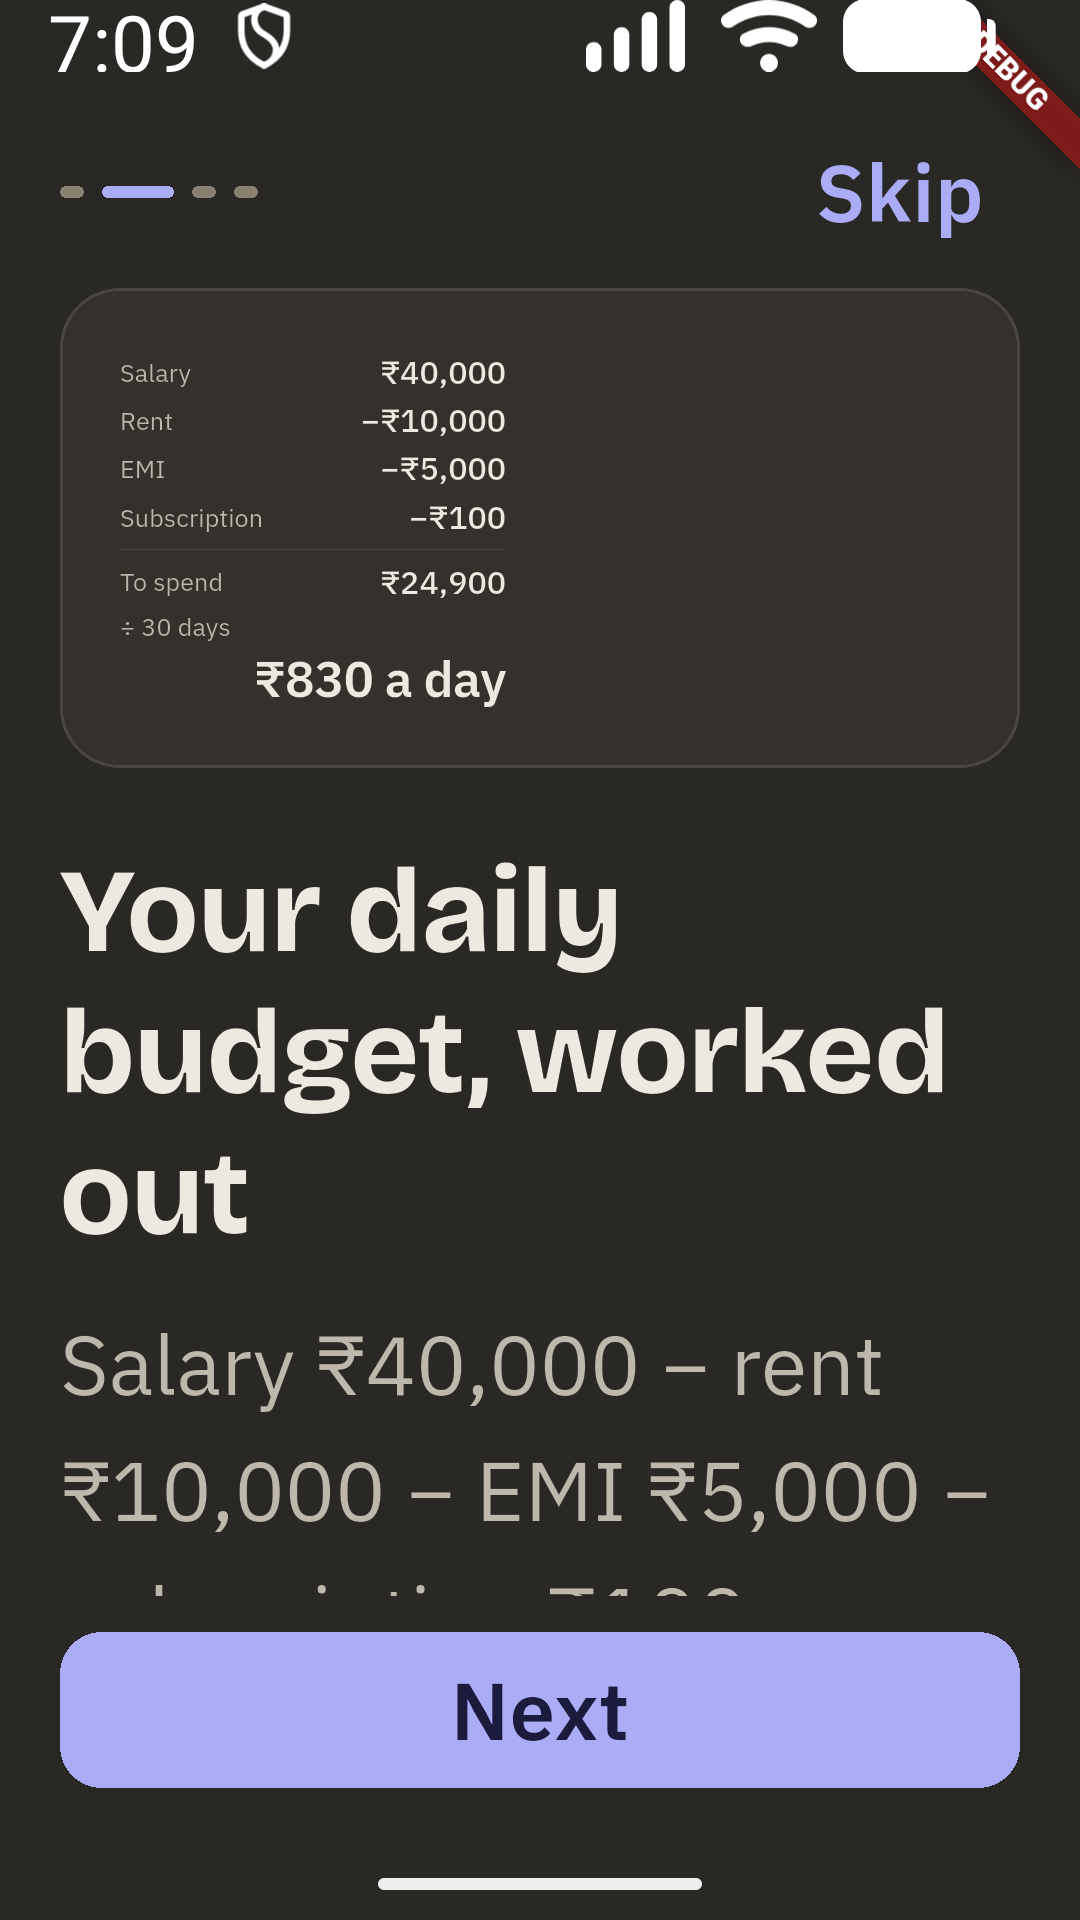 7:09
DEBUG
Skip
Salary ₹40,000
Rent −₹10,000
EMI −₹5,000
Subscription −₹100
To spend ₹24,900
÷ 30 days
₹830 a day
Your daily
budget, worked
out
Salary ₹40,000 − rent
₹10,000 − EMI ₹5,000 −
Next